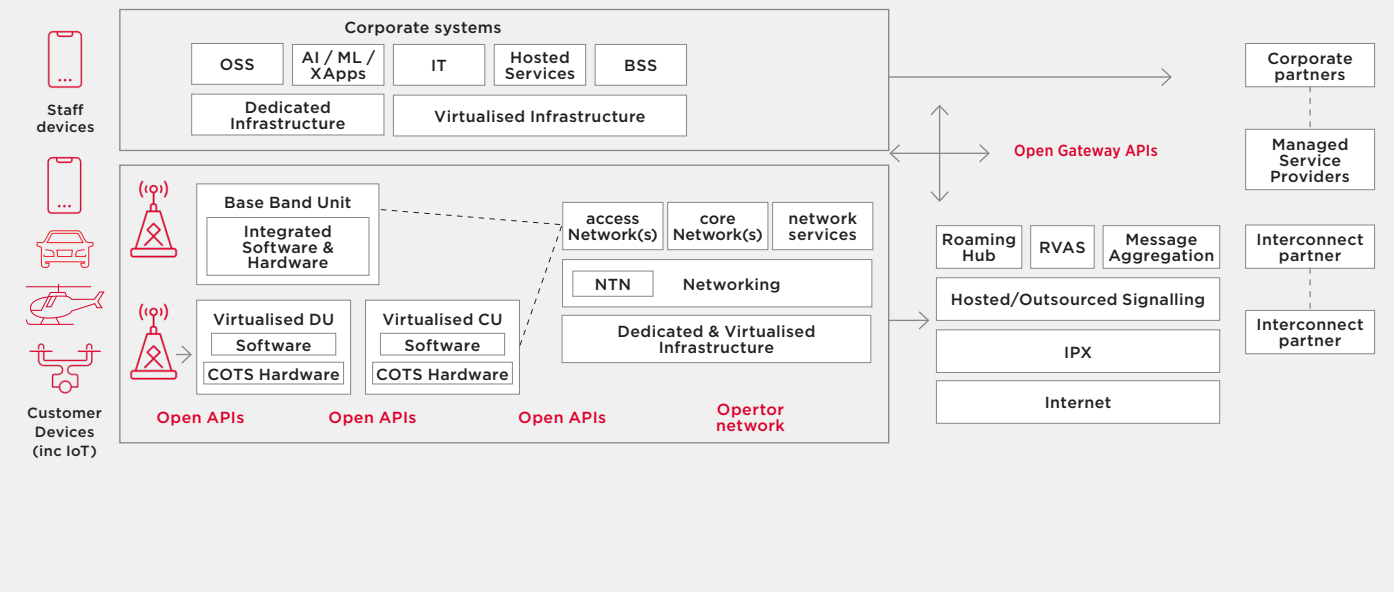 Corporate systems
OSS
AI / ML /
XApps
IT
Hosted
Services
BSS
Dedicated
Infrastructure
Virtualised Infrastructure
Staff
devices
Customer
Devices
(inc IoT)
Base Band Unit
Integrated
Software &
Hardware
Virtualised DU
Software
COTS Hardware
Virtualised CU
Software
COTS Hardware
access
Network(s)
core
Network(s)
network
services
NTN
Networking
Dedicated & Virtualised
Infrastructure
Open APIs
Open APIs
Open APIs
Opertor
network
Open Gateway APIs
Roaming
Hub
RVAS
Message
Aggregation
Hosted/Outsourced Signalling
IPX
Internet
Corporate
partners
Managed
Service
Providers
Interconnect
partner
Interconnect
partner